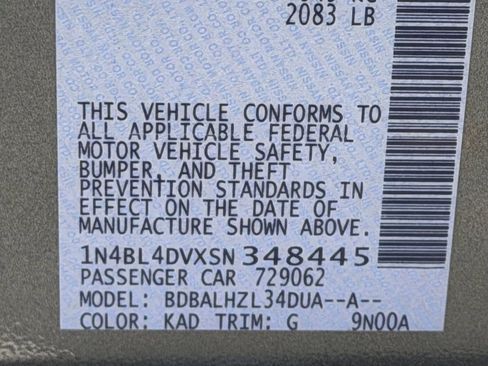 2083 LB
THIS VEHICLE CONFORMS TO
ALL APPLICABLE FEDERAL
MOTOR VEHICLE SAFETY,
BUMPER, AND THEFT
PREVENTION STANDARDS IN
EFFECT ON THE DATE OF
MANUFACTURE SHOWN ABOVE.
1N4BL4DVXSN348445
PASSENGER CAR 729062
MODEL: BDBALHZL34DUA--A--
COLOR: KAD TRIM: G 9N00A